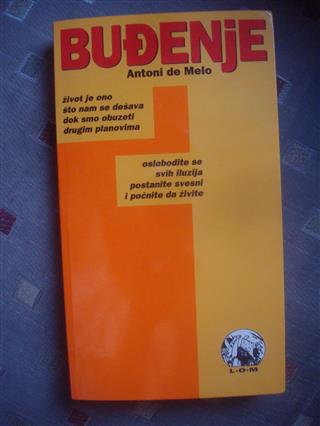 BUĐENjE
Antoni de Melo
život je ono
što nam se dešava
dok smo obuzeti
drugim planovima
oslobodite se
svih iluzija
postanite svesni
i počnite da živite
L·O·M